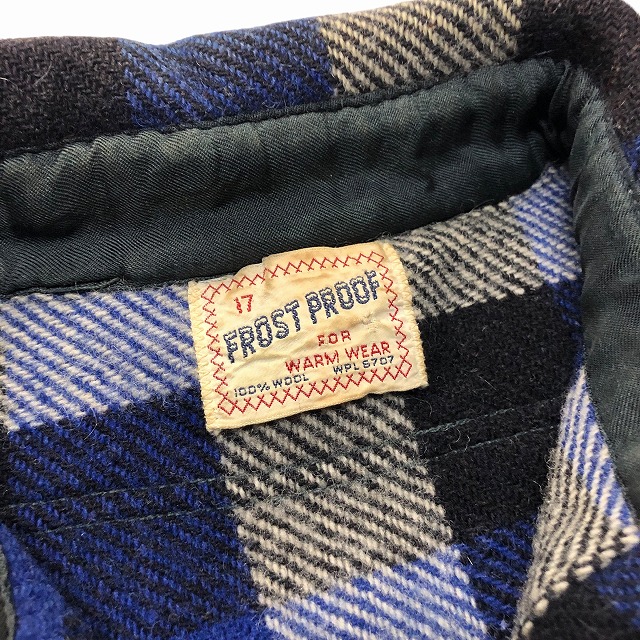 17
FROST PROOF
FOR
WARM WEAR
100% WOOL WPL 6707